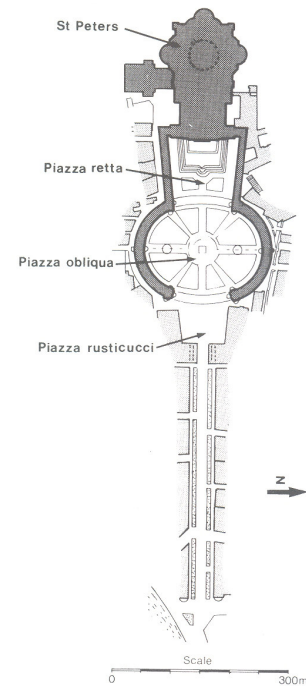 St Peters
Piazza retta
Piazza obliqua
Piazza rusticucci
N
Scale
0 300m